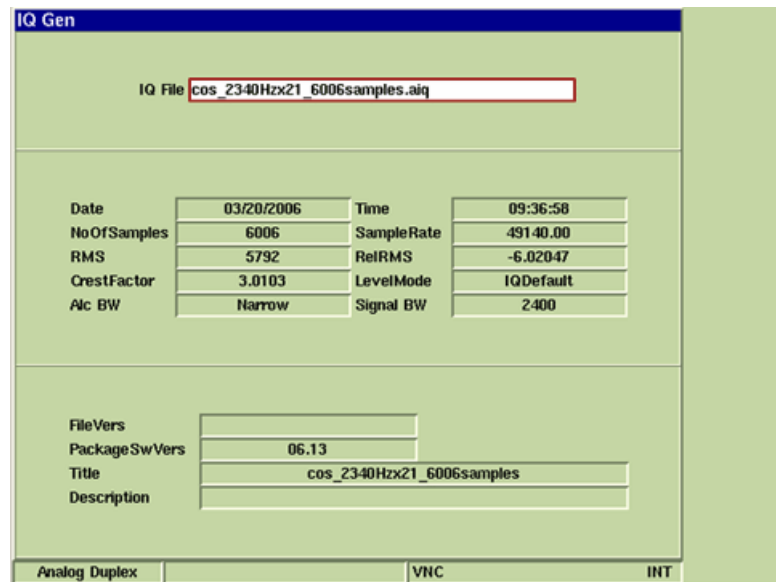 IQ Gen
IQ File cos_2340Hzx21_6006samples.aiq
Date 03/20/2006 Time 09:36:58
NoOfSamples 6006 SampleRate 49140.00
RMS 5792 RelRMS -6.02047
CrestFactor 3.0103 LevelMode IQDefault
Alc BW Narrow Signal BW 2400
FileVers
PackageSwVers 06.13
Title cos_2340Hzx21_6006samples
Description
Analog Duplex VNC INT